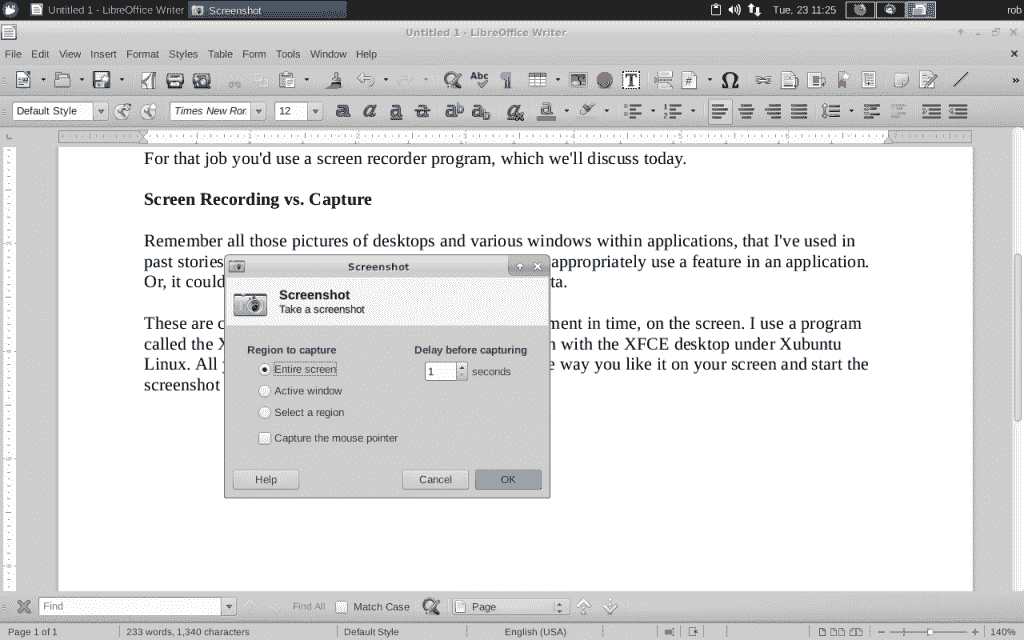 Untitled 1 - LibreOffice Writer
Screenshot
Tue, 23 11:25
rob
Untitled 1 - LibreOffice Writer
File Edit View Insert Format Styles Table Form Tools Window Help
Abc
Default Style
Times New Ror
12
For that job you'd use a screen recorder program, which we'll discuss today.
Screen Recording vs. Capture
Remember all those pictures of desktops and various windows within applications, that I've used in
past stories
appropriately use a feature in an application.
Or, it could
ta.
These are c
ment in time, on the screen. I use a program
called the X
with the XFCE desktop under Xubuntu
Linux. All
e way you like it on your screen and start the
screenshot
Screenshot
Screenshot
Take a screenshot
Region to capture
Delay before capturing
Entire screen
1 seconds
Active window
Select a region
Capture the mouse pointer
Help
Cancel
OK
Find
Find All
Match Case
Page
Page 1 of 1
233 words, 1,340 characters
Default Style
English (USA)
140%